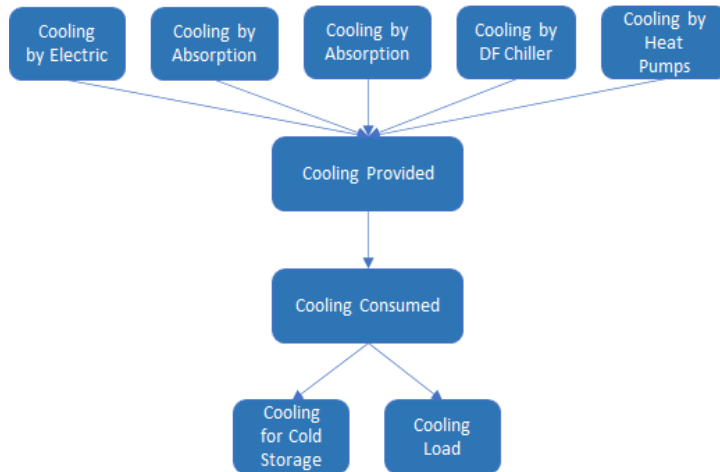 Cooling
by Electric
Cooling by
Absorption
Cooling by
Absorption
Cooling by
DF Chiller
Cooling by
Heat
Pumps
Cooling Provided
Cooling Consumed
Cooling
for Cold
Storage
Cooling
Load